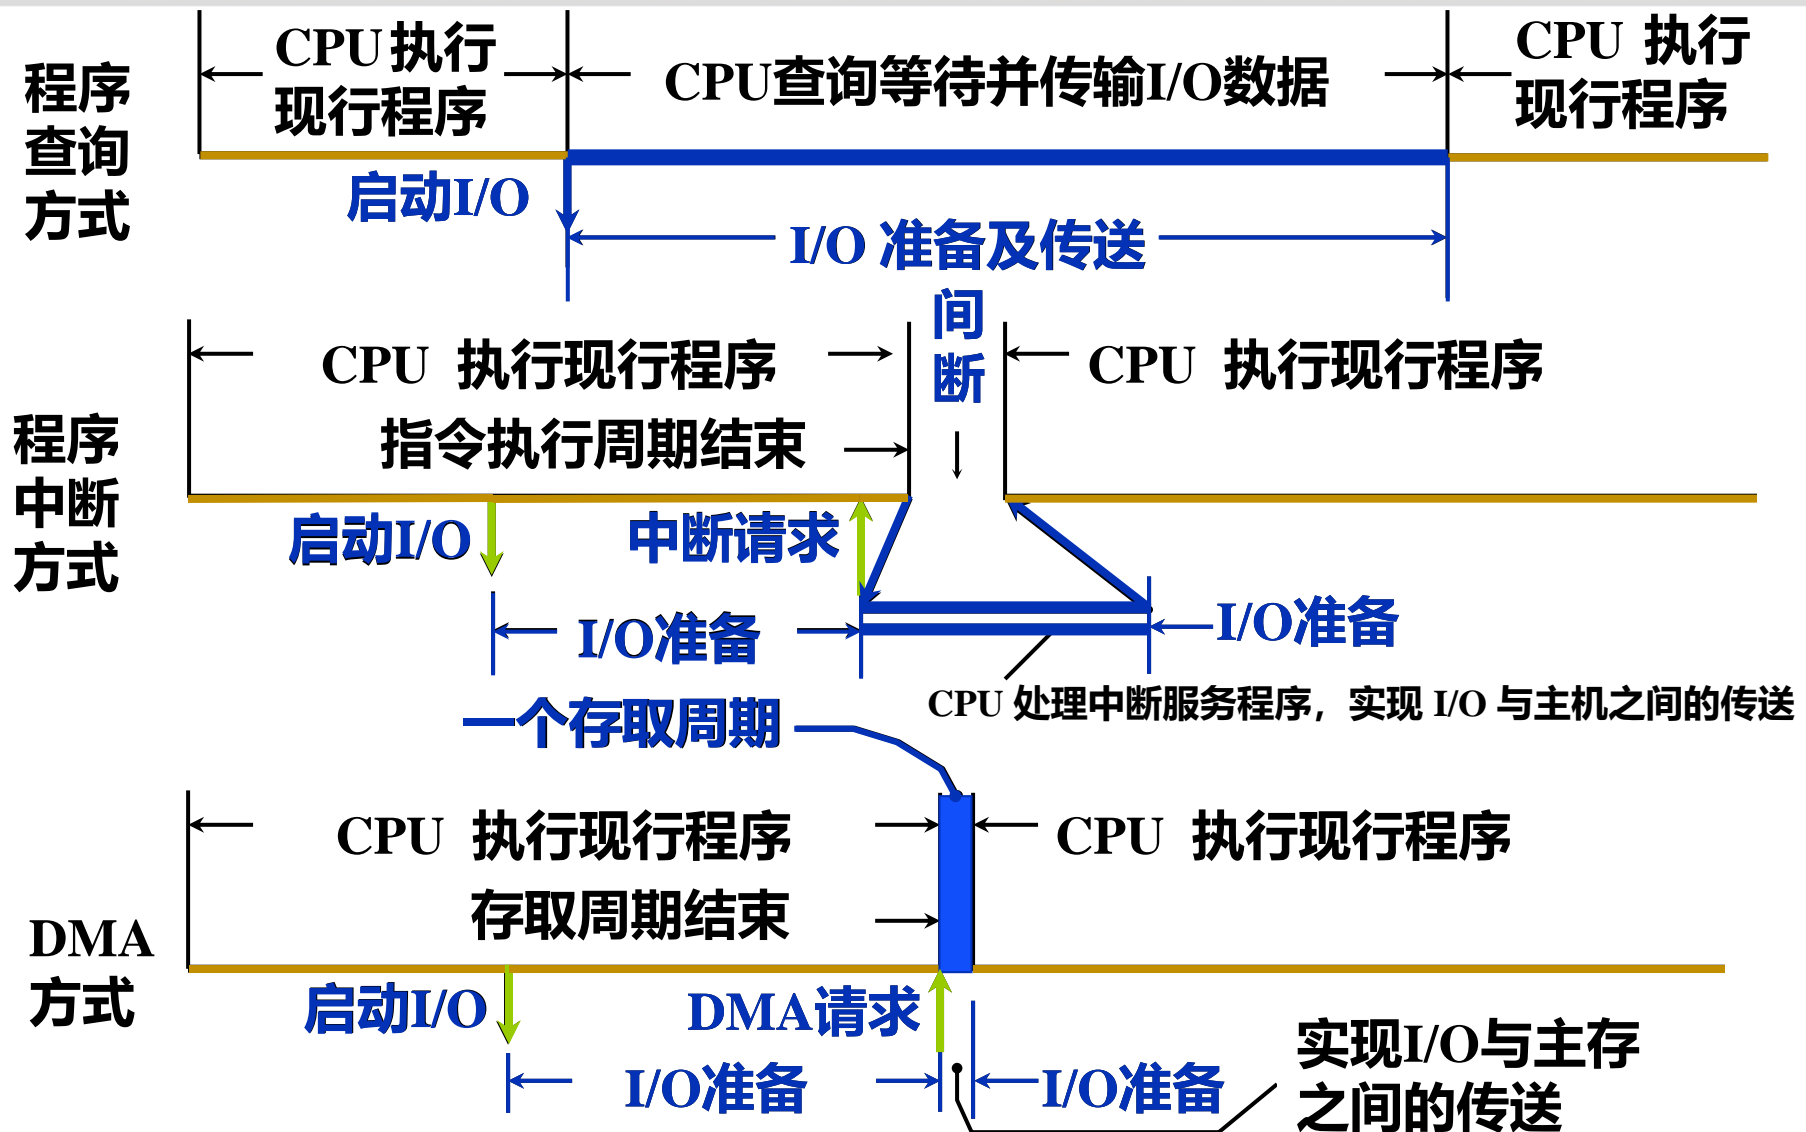 程序
查询
方式
CPU 执行
现行程序
CPU查询等待并传输I/O数据
CPU 执行
现行程序
启动I/O
I/O 准备及传送
程序
中断
方式
CPU 执行现行程序
指令执行周期结束
间
断
CPU 执行现行程序
启动I/O
中断请求
I/O准备
I/O准备
CPU 处理中断服务程序，实现 I/O 与主机之间的传送
一个存取周期
DMA
方式
CPU 执行现行程序
存取周期结束
CPU 执行现行程序
启动I/O
DMA请求
I/O准备
I/O准备
实现I/O与主存
之间的传送